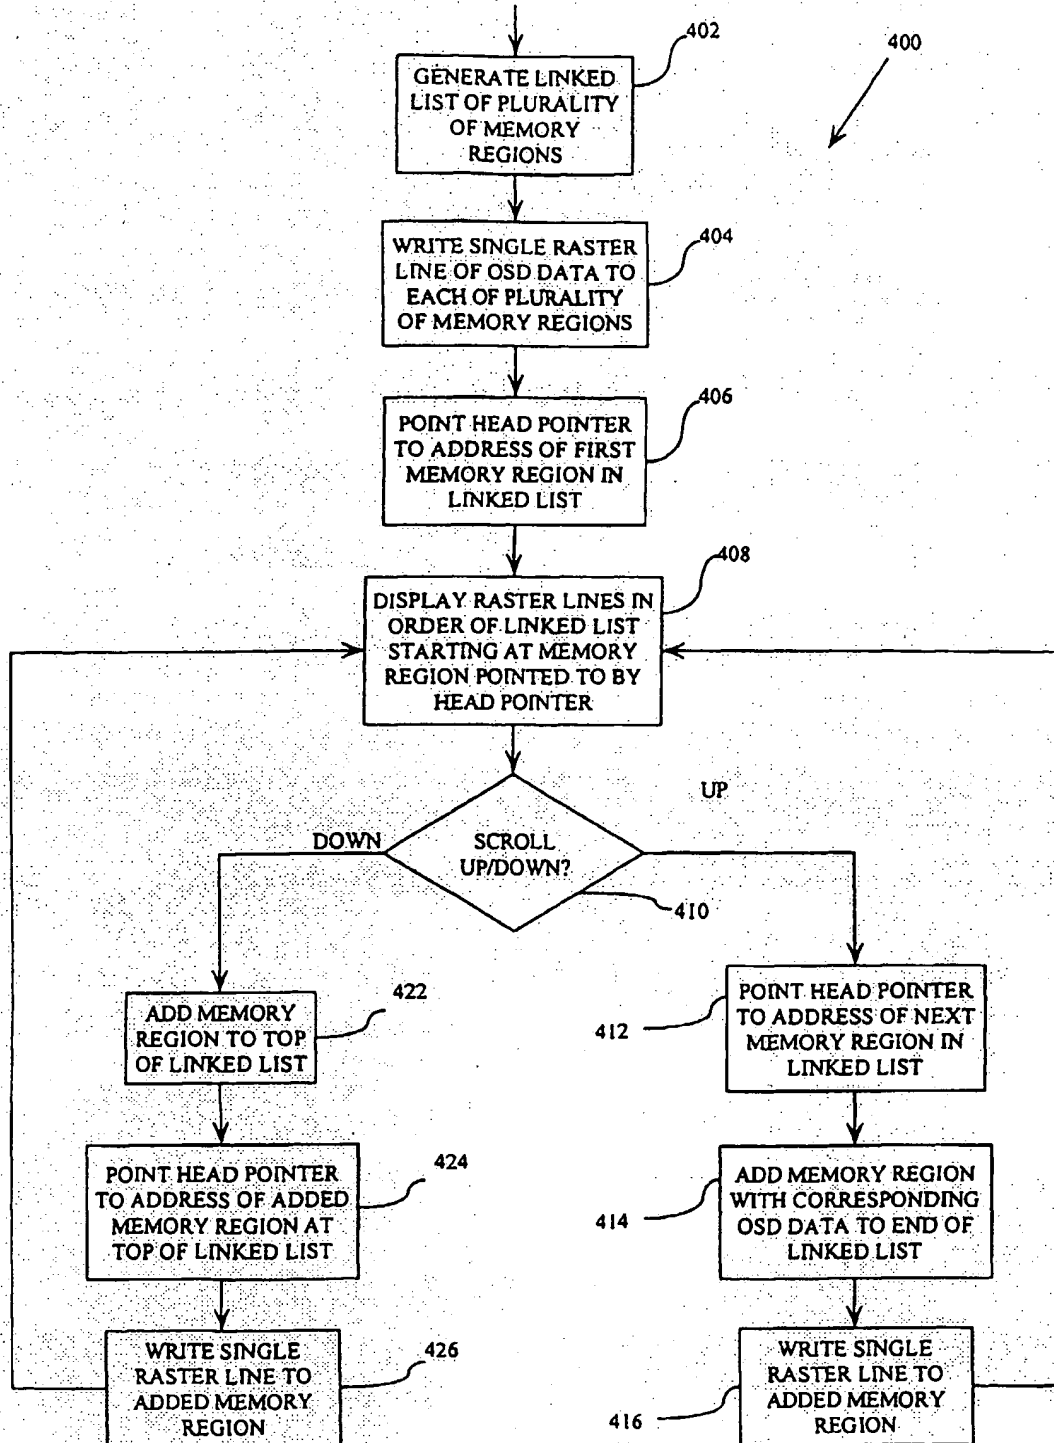 402
400
GENERATE LINKED
LIST OF PLURALITY
OF MEMORY
REGIONS
404
WRITE SINGLE RASTER
LINE OF OSD DATA TO
EACH OF PLURALITY
OF MEMORY REGIONS
406
POINT HEAD POINTER
TO ADDRESS OF FIRST
MEMORY REGION IN
LINKED LIST
408
DISPLAY RASTER LINES IN
ORDER OF LINKED LIST
STARTING AT MEMORY
REGION POINTED TO BY
HEAD POINTER
UP
DOWN
SCROLL
UP/DOWN?
410
422
ADD MEMORY
REGION TO TOP
OF LINKED LIST
412
POINT HEAD POINTER
TO ADDRESS OF NEXT
MEMORY REGION IN
LINKED LIST
424
POINT HEAD POINTER
TO ADDRESS OF ADDED
MEMORY REGION AT
TOP OF LINKED LIST
414
ADD MEMORY REGION
WITH CORRESPONDING
OSD DATA TO END OF
LINKED LIST
426
WRITE SINGLE
RASTER LINE TO
ADDED MEMORY
REGION
416
WRITE SINGLE
RASTER LINE TO
ADDED MEMORY
REGION